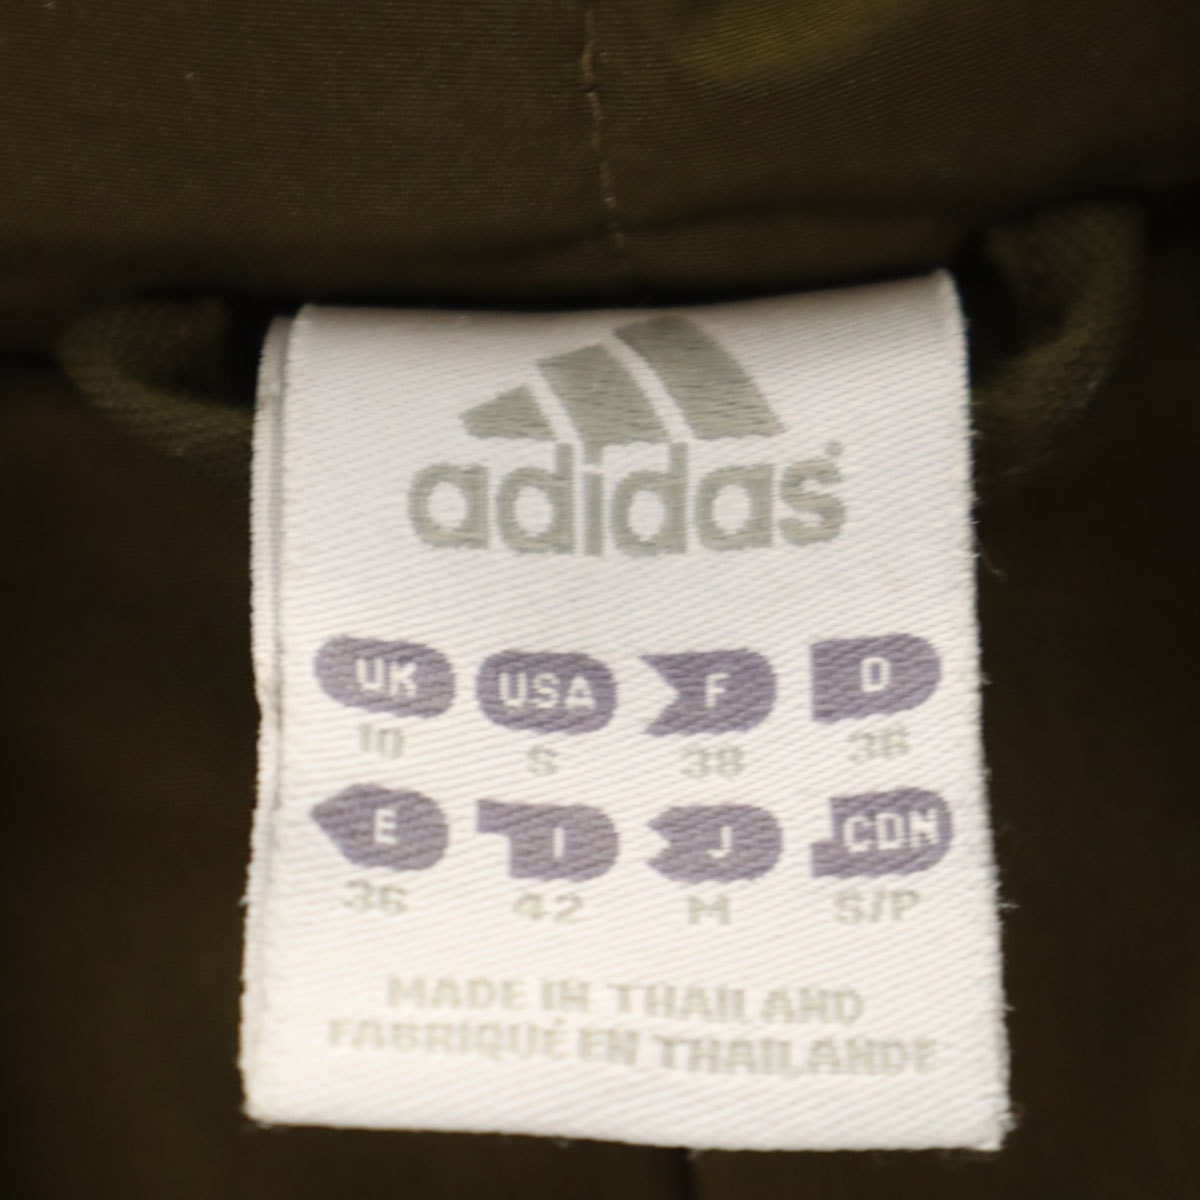 adidas®
UK USA F D
10 S 38 36
E I J CDN
36 42 M S/P
MADE IN THAILAND
FABRIQUÉ EN THAILANDE